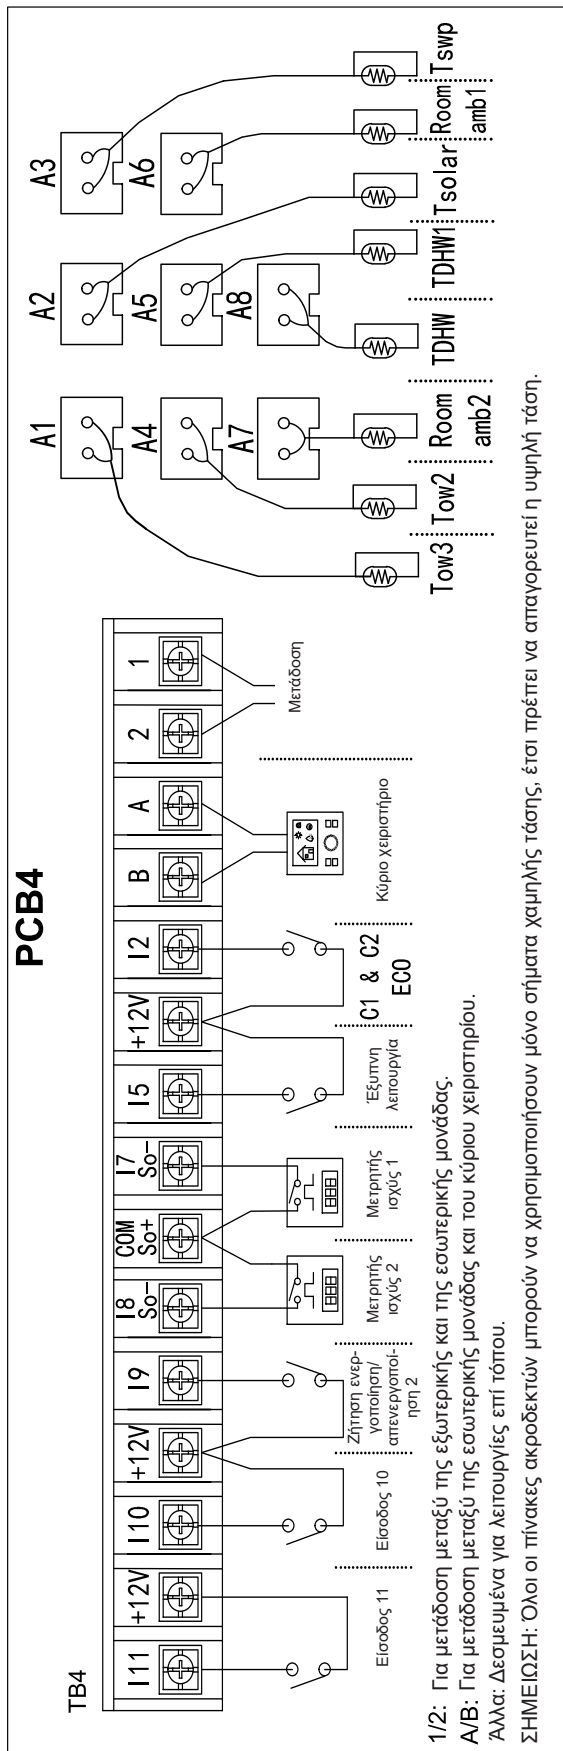 PCB4
TB4
I11
+12V
I10
+12V
I9
I8
So-
COM
So+
I7
So-
I5
+12V
I2
B
A
2
1
Είσοδος 11
Είσοδος 10
Ζήτηση ενερ-
γοποίηση/
απενεργοποί-
ηση 2
Μετρητής
ισχύς 2
Μετρητής
ισχύς 1
Έξυπνη
λειτουργία
C1 & C2
ECO
Κύριο χειριστήριο
Μετάδοση
A1
A2
A3
A4
A5
A6
A7
A8
Tow3
Tow2
Room
amb2
TDHW
TDHW1
Tsolar
Room
amb1
Tswp
1/2: Για μετάδοση μεταξύ της εξωτερικής και της εσωτερικής μονάδας.
A/B: Για μετάδοση μεταξύ της εσωτερικής μονάδας και του κύριου χειριστηρίου.
Άλλα: Δεσμευμένα για λειτουργίες επί τόπου.
ΣΗΜΕΙΩΣΗ: Όλοι οι πίνακες ακροδεκτών μπορούν να χρησιμοποιήσουν μόνο σήματα χαμηλής τάσης, έτσι πρέπει να απαγορευτεί η υψηλή τάση.